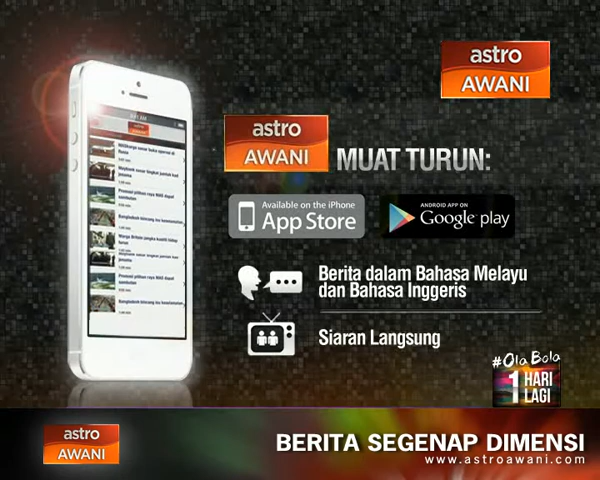 astro
AWANI
astro
AWANI
MUAT TURUN:
Available on the iPhone
App Store
ANDROID APP ON
Google play
Berita dalam Bahasa Melayu
dan Bahasa Inggeris
Siaran Langsung
#Ola Bola
1 HARI
LAGI
astro
AWANI
BERITA SEGENAP DIMENSI
www.astroawani.com